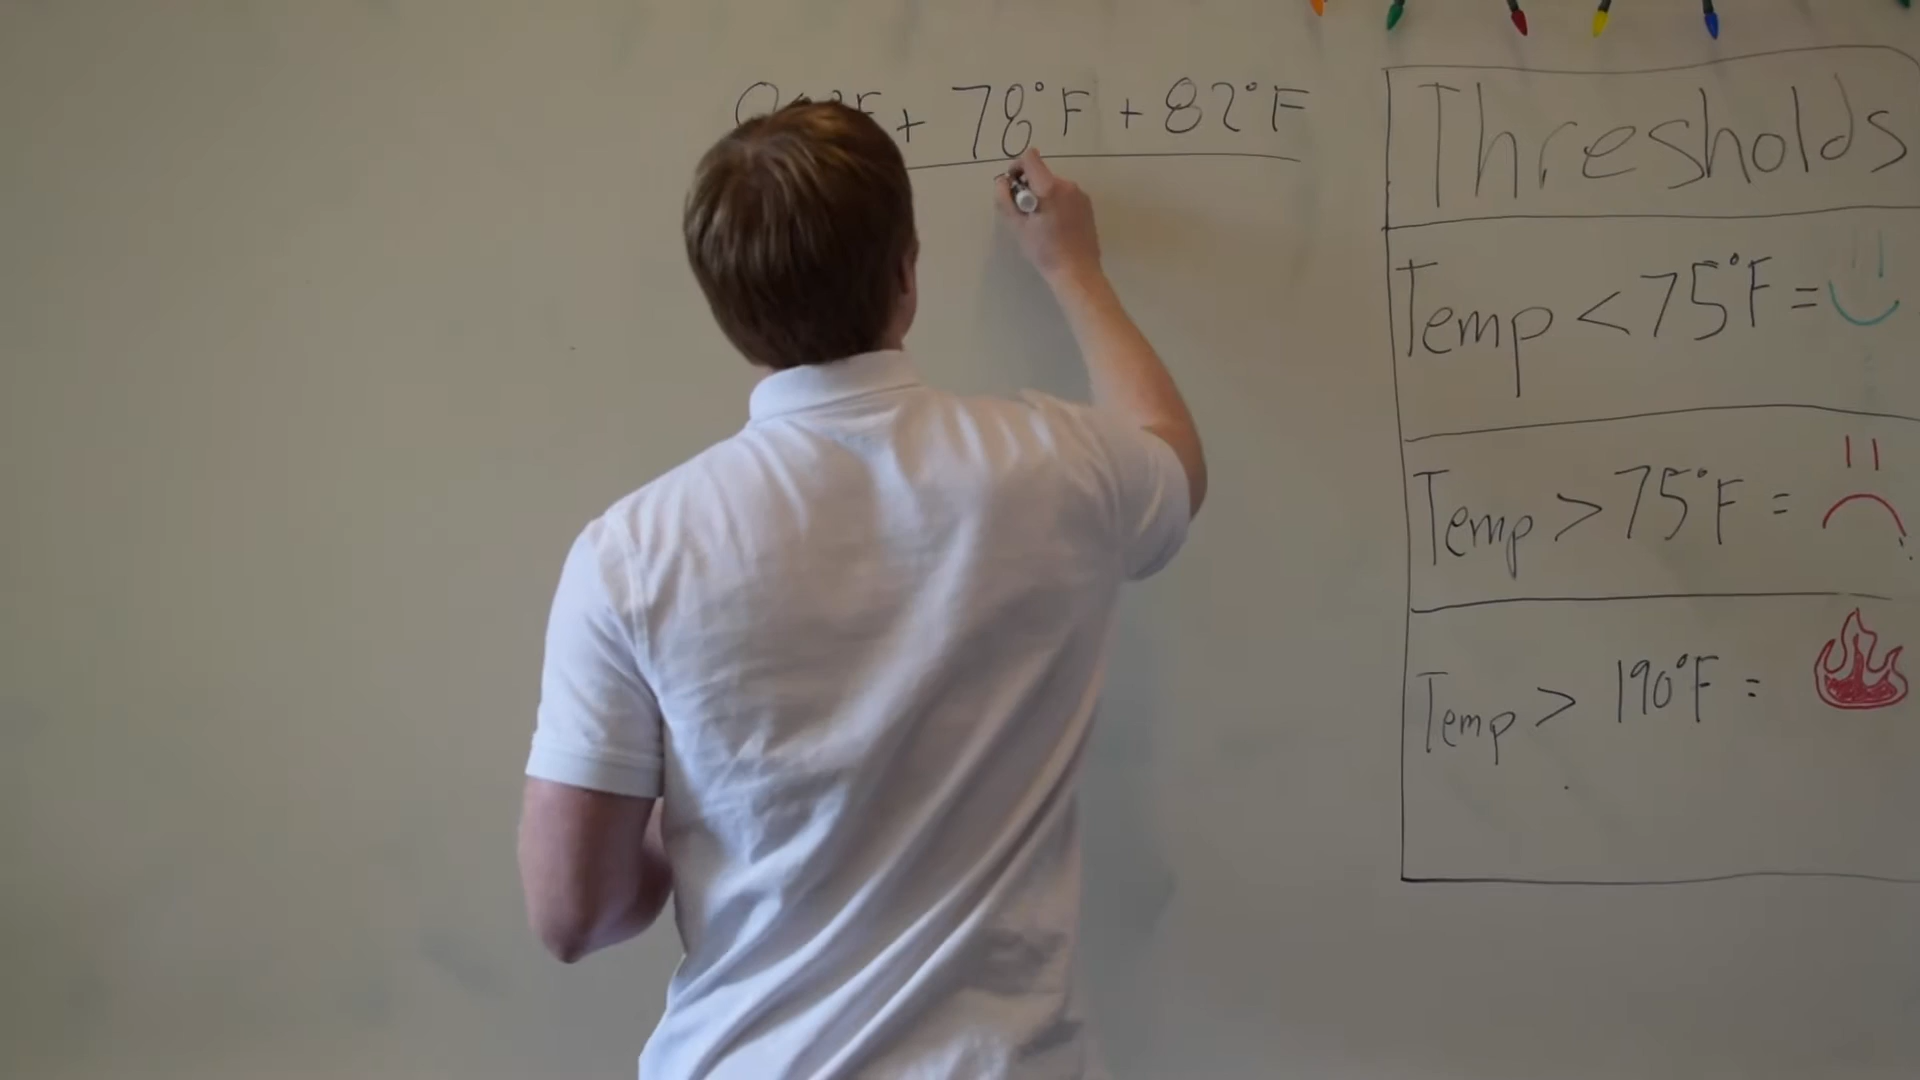 + 78°F + 82°F
Thresholds
Temp < 75°F =
Temp > 75°F =
Temp > 190°F =